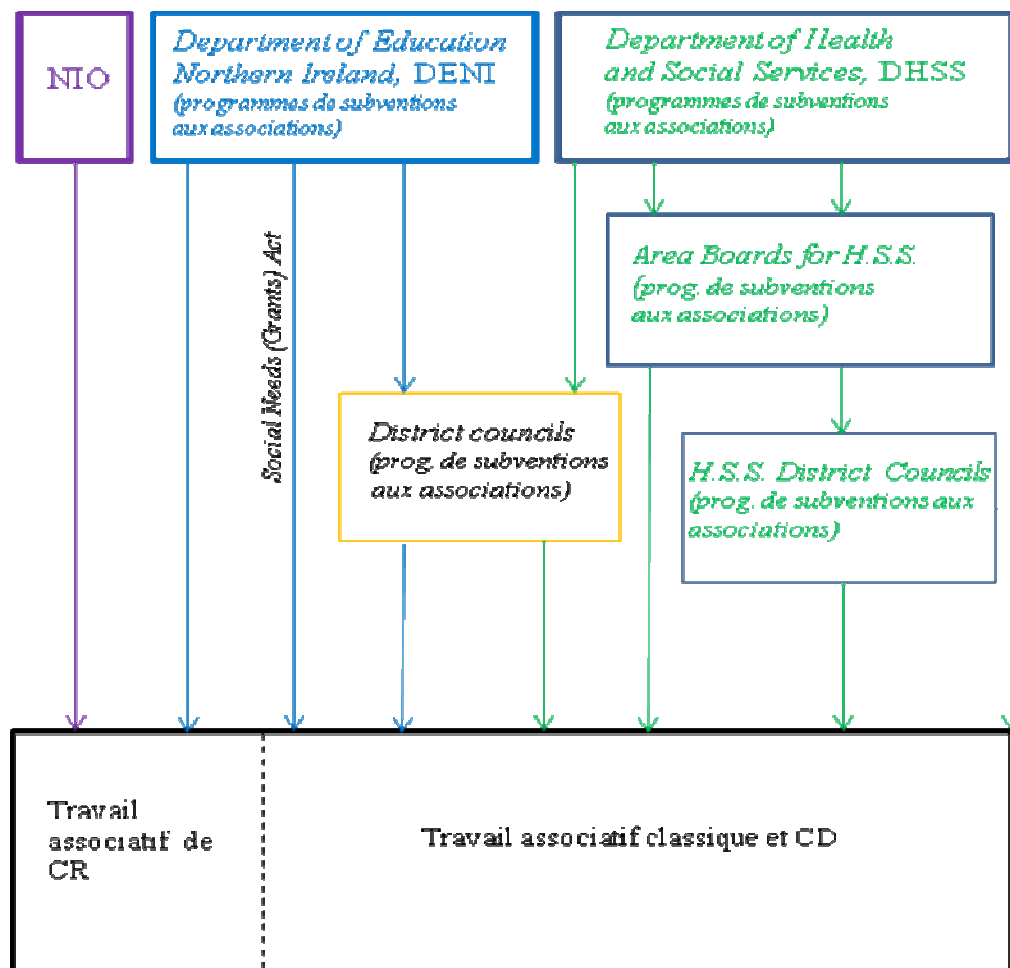 NIO
Department of Education
Northern Ireland, DENI
(programmes de subventions
aux associations)
Department of Health
and Social Services, DHSS
(programmes de subventions
aux associations)
Area Boards for H.S.S.
(prog. de subventions
aux associations)
Social Needs (Grants) Act
District councils
(prog. de subventions
aux associations)
H.S.S. District Councils
(prog. de subventions aux
associations)
Travail
associatif de
CR
Travail associatif classique et CD